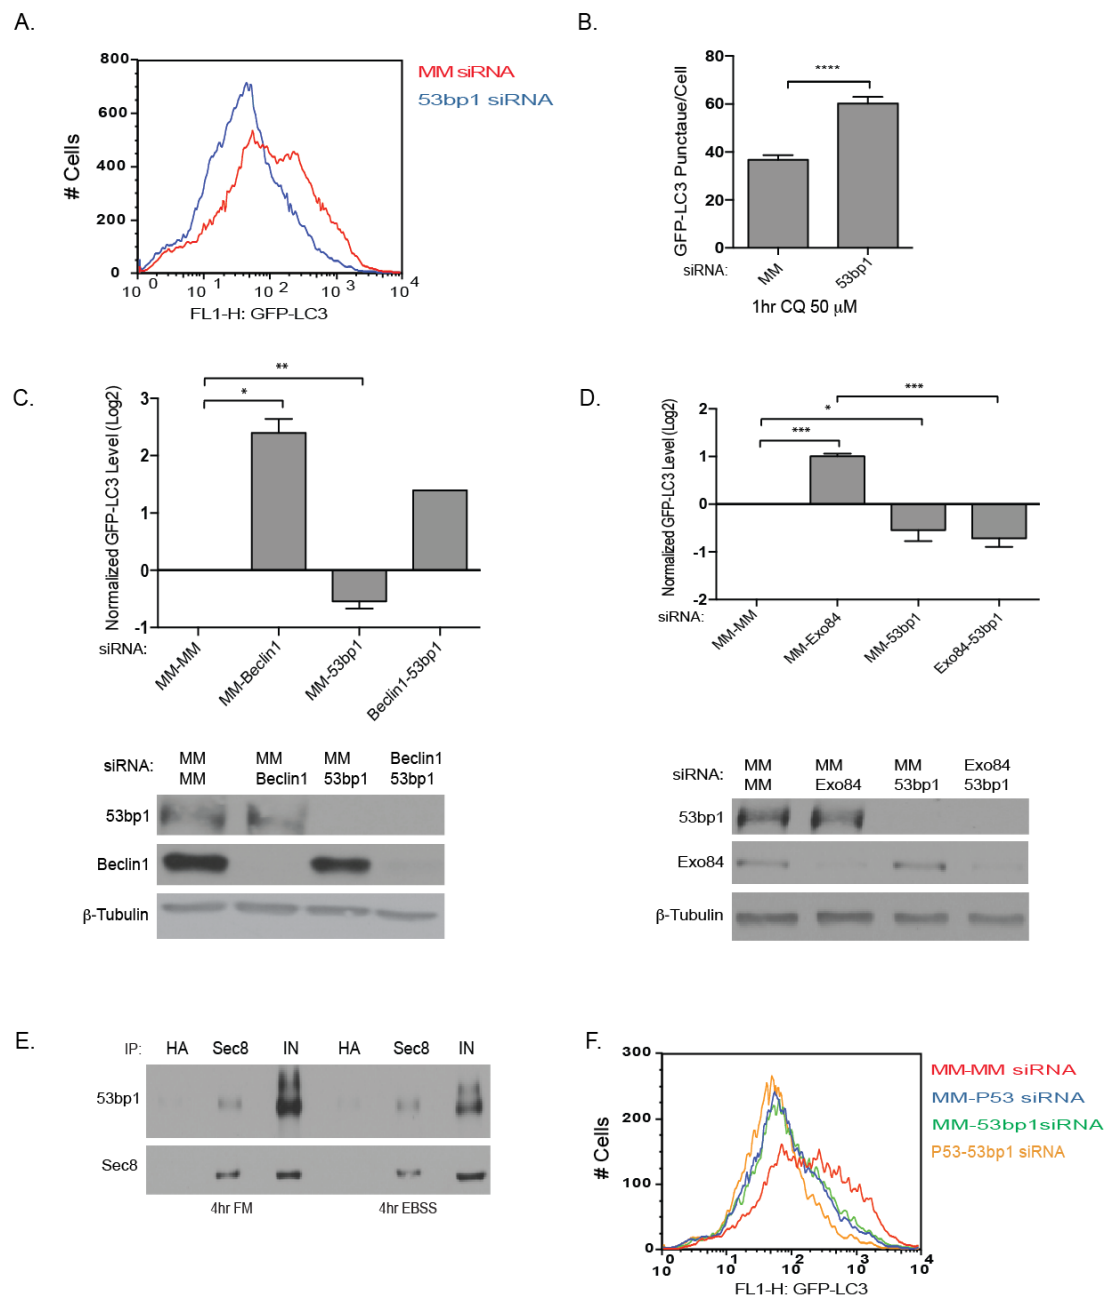 A.
800
600
400
200
0
# Cells
10 0
10 1
10 2
10 3
10 4
FL1-H: GFP-LC3
MM siRNA
53bp1 siRNA
B.
80
60
40
20
0
GFP-LC3 Punctaue/Cell
****
siRNA:
MM
53bp1
1hr CQ 50 μM
C.
**
*
3
2
1
0
-1
Normalized GFP-LC3 Level (Log2)
siRNA:
MM-MM
MM-Beclin1
MM-53bp1
Beclin1-53bp1
siRNA:
MM MM MM Beclin1
MM Beclin1 53bp1 53bp1
53bp1
Beclin1
β-Tubulin
D.
***
*
***
2
1
0
-1
-2
Normalized GFP-LC3 Level (Log2)
siRNA:
MM-MM
MM-Exo84
MM-53bp1
Exo84-53bp1
siRNA:
MM MM MM Exo84
MM Exo84 53bp1 53bp1
53bp1
Exo84
β-Tubulin
E.
IP: HA Sec8 IN HA Sec8 IN
53bp1
Sec8
4hr FM 4hr EBSS
F.
300
200
100
0
# Cells
10 0
10 1
10 2
10 3
10 4
FL1-H: GFP-LC3
MM-MM siRNA
MM-P53 siRNA
MM-53bp1siRNA
P53-53bp1 siRNA